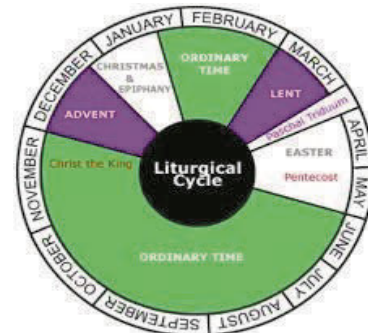 JANUARY
FEBRUARY
MARCH
APRIL
MAY
JUNE
JULY
AUGUST
SEPTEMBER
OCTOBER
NOVEMBER
DECEMBER
CHRISTMAS
&
EPIPHANY
ORDINARY
TIME
LENT
Paschal Triduum
ADVENT
EASTER
Pentecost
Christ the King
Liturgical
Cycle
ORDINARY TIME